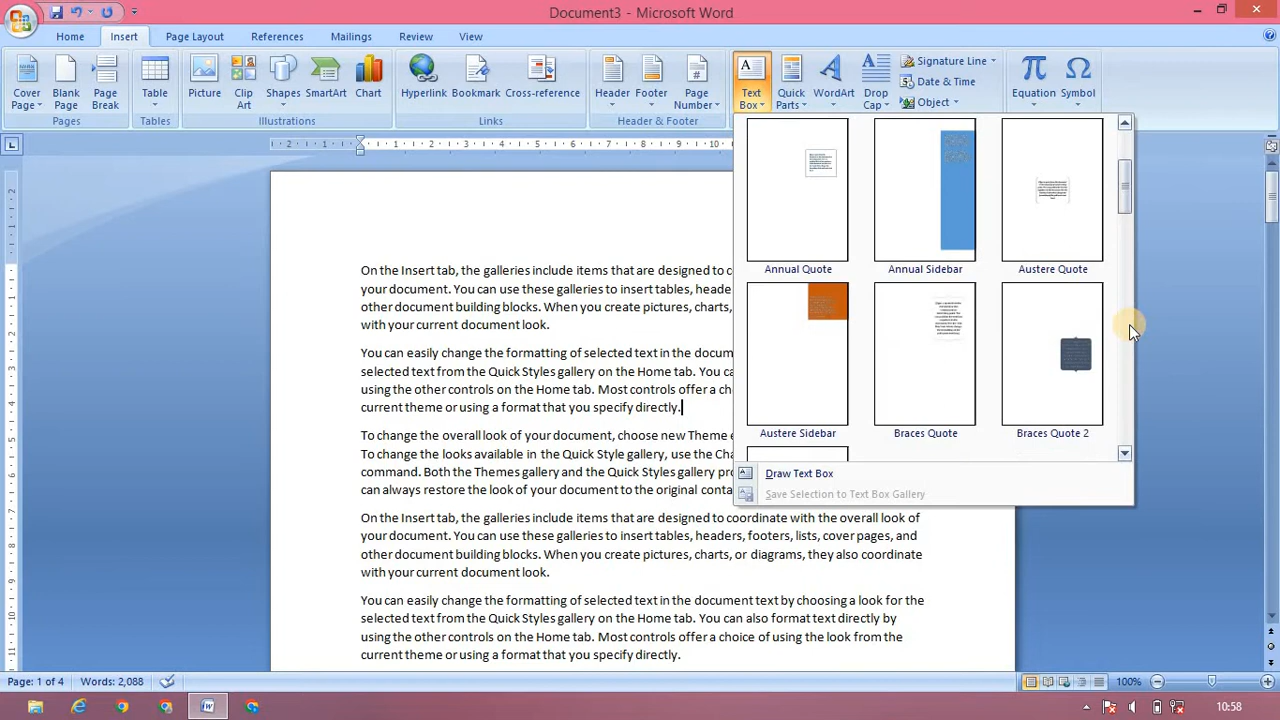 Document3 - Microsoft Word
Home Insert Page Layout References Mailings Review View
Cover Page Blank Page Page Break Table Picture Clip Art Shapes SmartArt Chart Hyperlink Bookmark Cross-reference Header Footer Page Number Text Box Quick Parts WordArt Drop Cap Signature Line Date & Time Object Equation Symbol
Pages Tables Illustrations Links Header & Footer
2 1 1 2 3 4 5 6 7 8 9 10
Annual Quote Annual Sidebar Austere Quote
Austere Sidebar Braces Quote Braces Quote 2
Draw Text Box
Save Selection to Text Box Gallery
On the Insert tab, the galleries include items that are designed to c
your document. You can use these galleries to insert tables, heade
other document building blocks. When you create pictures, charts,
with your current document look.
You can easily change the formatting of selected text in the docum
selected text from the Quick Styles gallery on the Home tab. You ca
using the other controls on the Home tab. Most controls offer a ch
current theme or using a format that you specify directly.
To change the overall look of your document, choose new Theme e
To change the looks available in the Quick Style gallery, use the Cha
command. Both the Themes gallery and the Quick Styles gallery pro
can always restore the look of your document to the original conta
On the Insert tab, the galleries include items that are designed to coordinate with the overall look of
your document. You can use these galleries to insert tables, headers, footers, lists, cover pages, and
other document building blocks. When you create pictures, charts, or diagrams, they also coordinate
with your current document look.
You can easily change the formatting of selected text in the document text by choosing a look for the
selected text from the Quick Styles gallery on the Home tab. You can also format text directly by
using the other controls on the Home tab. Most controls offer a choice of using the look from the
current theme or using a format that you specify directly.
Page: 1 of 4 Words: 2,088 100%
10:58